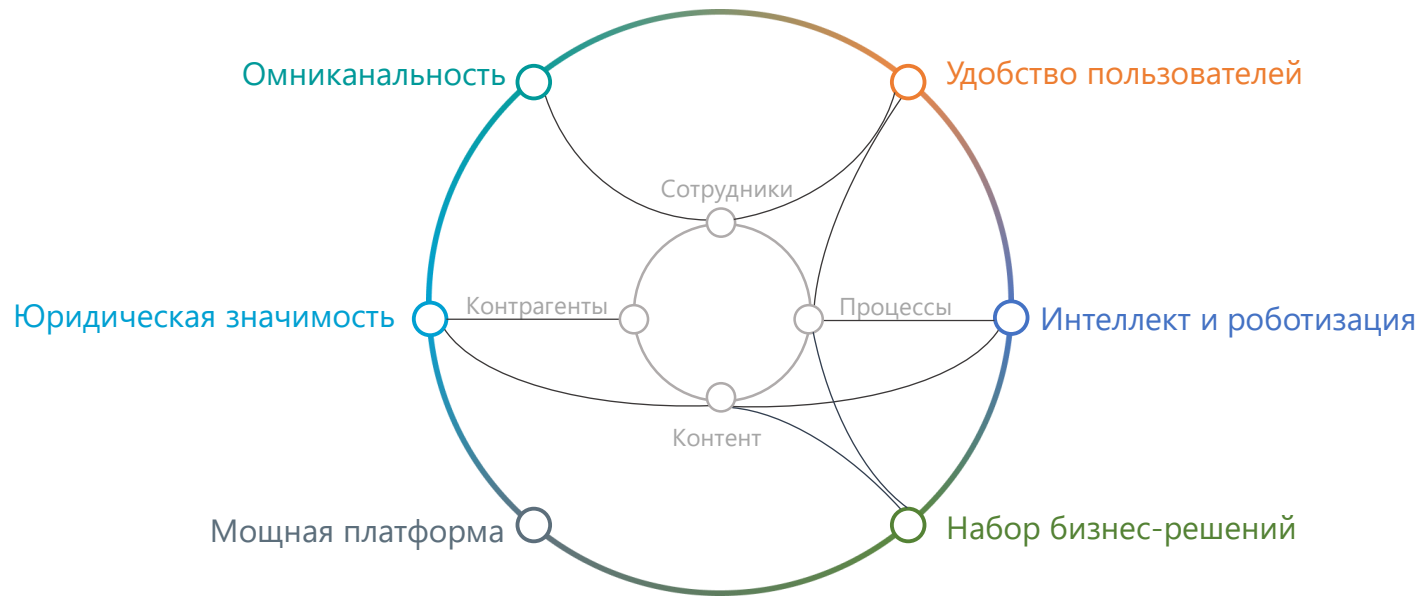 Омниканальность
Удобство пользователей
Сотрудники
Юридическая значимость
Контрагенты
Процессы
Интеллект и роботизация
Контент
Мощная платформа
Набор бизнес-решений